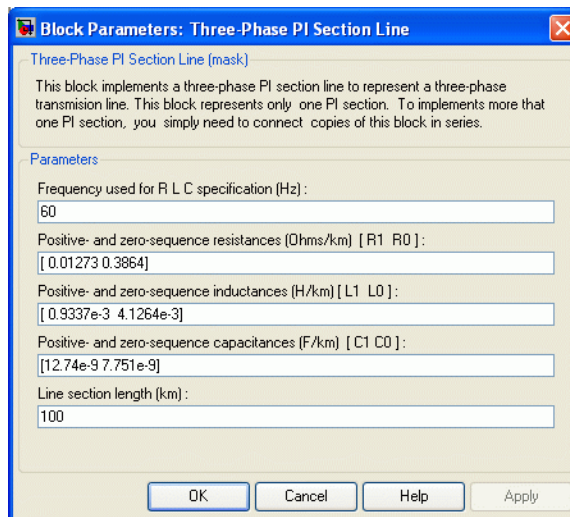 Block Parameters: Three-Phase PI Section Line
Three-Phase PI Section Line (mask)
This block implements a three-phase PI section line to represent a three-phase
transmision line. This block represents only one PI section. To implements more that
one PI section, you simply need to connect copies of this block in series.
Parameters
Frequency used for R L C specification (Hz) :
60
Positive- and zero-sequence resistances (Ohms/km) [ R1 R0 ] :
[ 0.01273 0.3864]
Positive- and zero-sequence inductances (H/km) [ L1 L0 ] :
[ 0.9337e-3 4.1264e-3]
Positive- and zero-sequence capacitances (F/km) [ C1 C0 ] :
[12.74e-9 7.751e-9]
Line section length (km) :
100
OK Cancel Help Apply